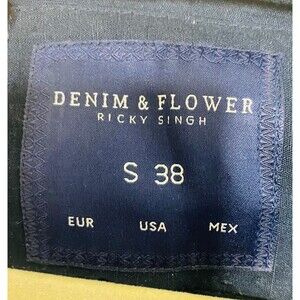 DENIM & FLOWER
RICKY SINGH
S 38
EUR USA MEX